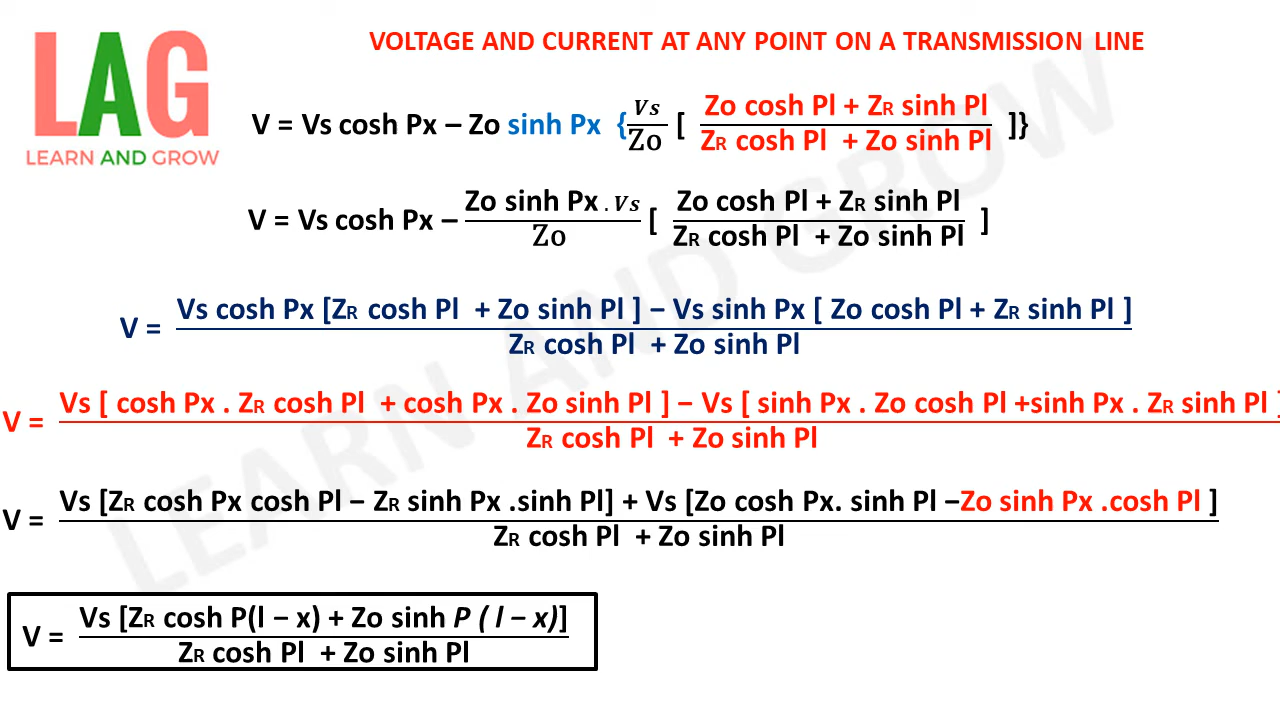 LAG
LEARN AND GROW
VOLTAGE AND CURRENT AT ANY POINT ON A TRANSMISSION LINE
V = Vs cosh Px – Zo sinh Px {Vs/Zo [ Zo cosh Pl + ZR sinh Pl / ZR cosh Pl + Zo sinh Pl ]}
V = Vs cosh Px – Zo sinh Px . Vs / Zo [ Zo cosh Pl + ZR sinh Pl / ZR cosh Pl + Zo sinh Pl ]
V = Vs cosh Px [ZR cosh Pl + Zo sinh Pl ] – Vs sinh Px [ Zo cosh Pl + ZR sinh Pl ] / ZR cosh Pl + Zo sinh Pl
V = Vs [ cosh Px . ZR cosh Pl + cosh Px . Zo sinh Pl ] – Vs [ sinh Px . Zo cosh Pl +sinh Px . ZR sinh Pl ] / ZR cosh Pl + Zo sinh Pl
V = Vs [ZR cosh Px cosh Pl – ZR sinh Px .sinh Pl] + Vs [Zo cosh Px. sinh Pl –Zo sinh Px .cosh Pl ] / ZR cosh Pl + Zo sinh Pl
V = Vs [ZR cosh P(l – x) + Zo sinh P ( l – x)] / ZR cosh Pl + Zo sinh Pl
LEARN AND GROW